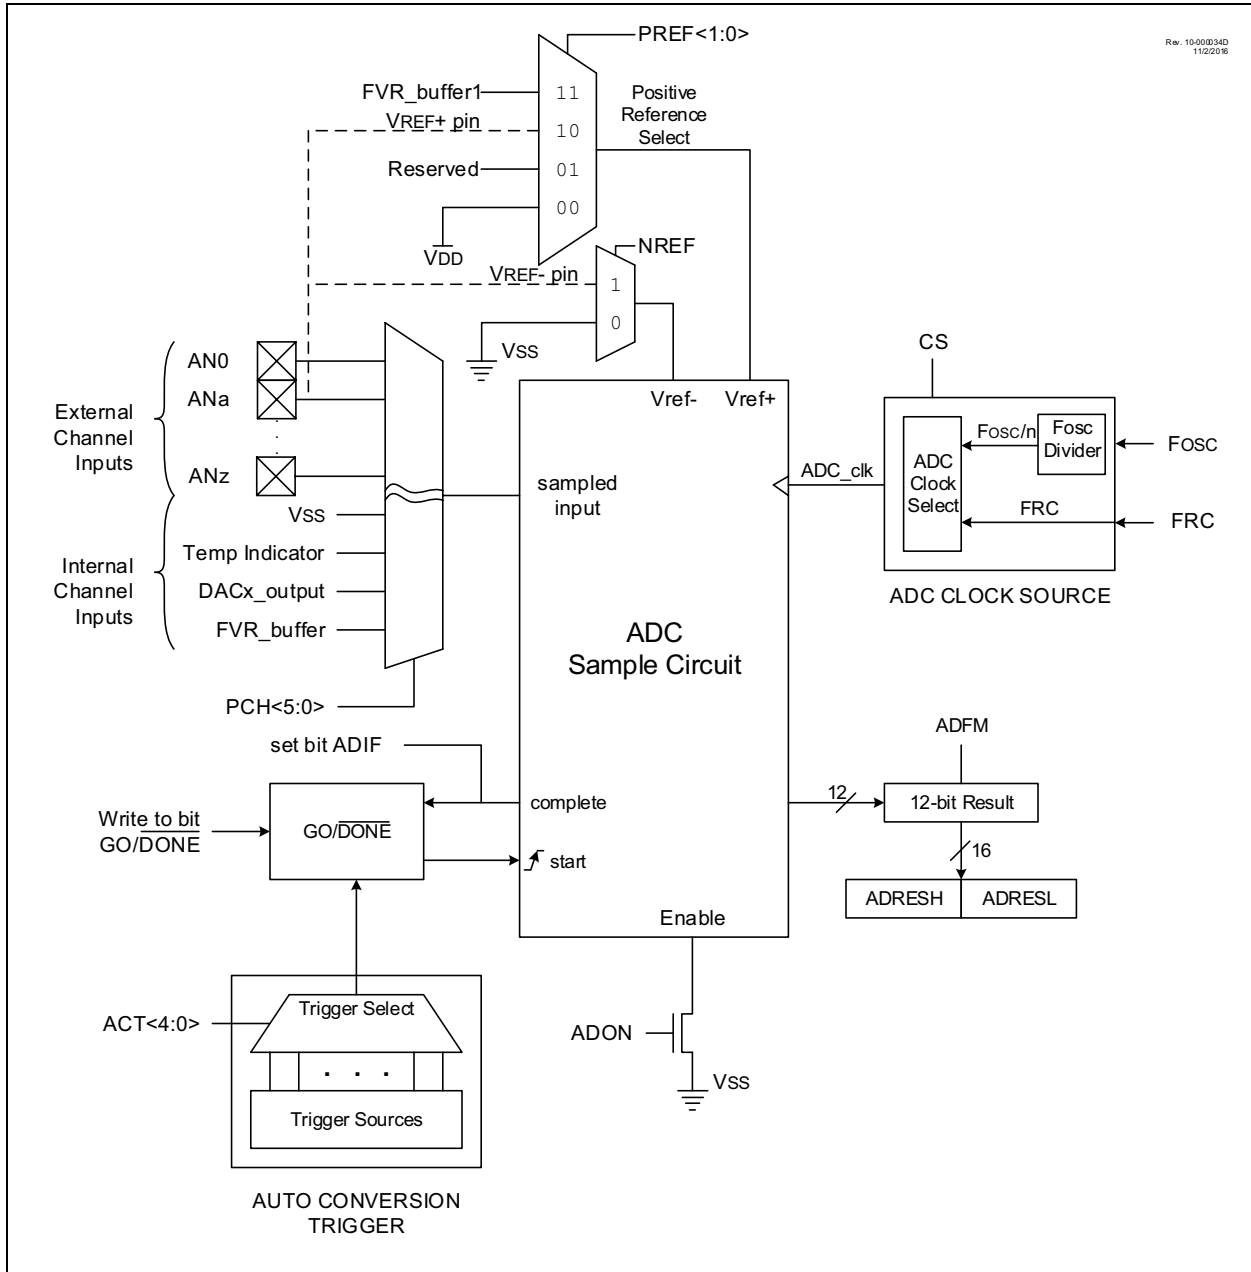 PREF<1:0>
Rev. 10-000034D
11/2/2016
FVR_buffer1
11
Positive
Reference
Select
VREF+ pin
10
Reserved
01
00
VDD
NREF
VREF- pin
1
0
VSS
AN0
ANa
External
Channel
Inputs
ANz
VSS
Internal
Channel
Inputs
Temp Indicator
DACx_output
FVR_buffer
PCH<5:0>
Vref-
Vref+
sampled
input
ADC_clk
CS
ADC
Clock
Select
FOSC/n
Fosc
Divider
FOSC
FRC
FRC
ADC CLOCK SOURCE
ADC
Sample Circuit
set bit ADIF
complete
Write to bit
GO/DONE
GO/DONE
start
ADFM
12
12-bit Result
16
ADRESH
ADRESL
Enable
ADON
VSS
ACT<4:0>
Trigger Select
. . .
Trigger Sources
AUTO CONVERSION
TRIGGER